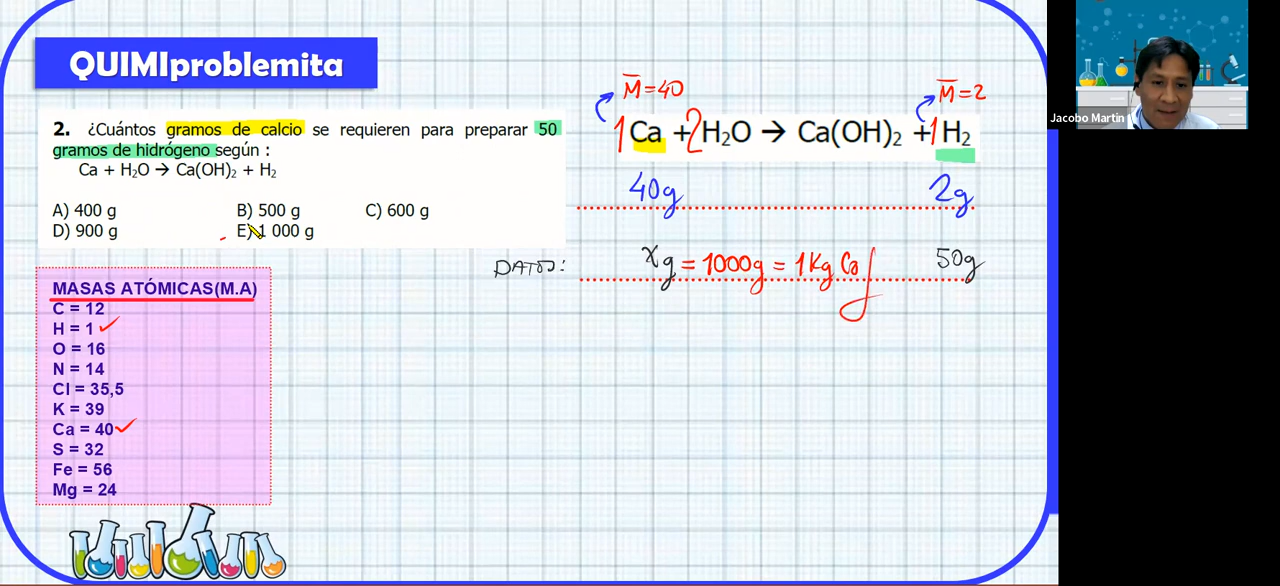 QUIMIproblemita
2. ¿Cuántos gramos de calcio se requieren para preparar 50
gramos de hidrógeno según :
Ca + H₂O → Ca(OH)₂ + H₂
A) 400 g B) 500 g C) 600 g
D) 900 g E) 1 000 g
MASAS ATÓMICAS(M.A)
C = 12
H = 1
O = 16
N = 14
Cl = 35,5
K = 39
Ca = 40
S = 32
Fe = 56
Mg = 24
M̅=40 M̅=2
1Ca + 2H₂O → Ca(OH)₂ + 1H₂
40g 2g
DATOS: xg = 1000g = 1Kg Ca 50g
Jacobo Martin